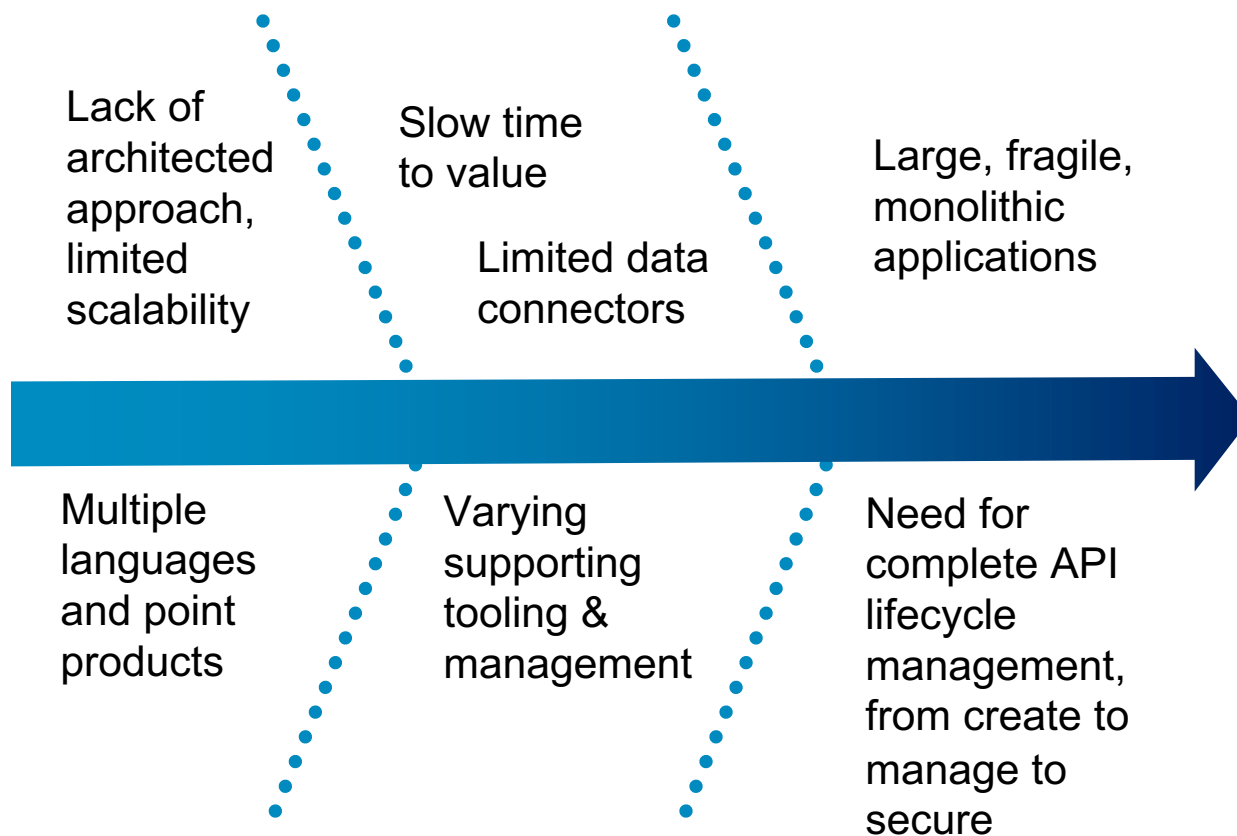 Lack of
architected
approach,
limited
scalability
Slow time
to value
Limited data
connectors
Large, fragile,
monolithic
applications
Multiple
languages
and point
products
Varying
supporting
tooling &
management
Need for
complete API
lifecycle
management,
from create to
manage to
secure